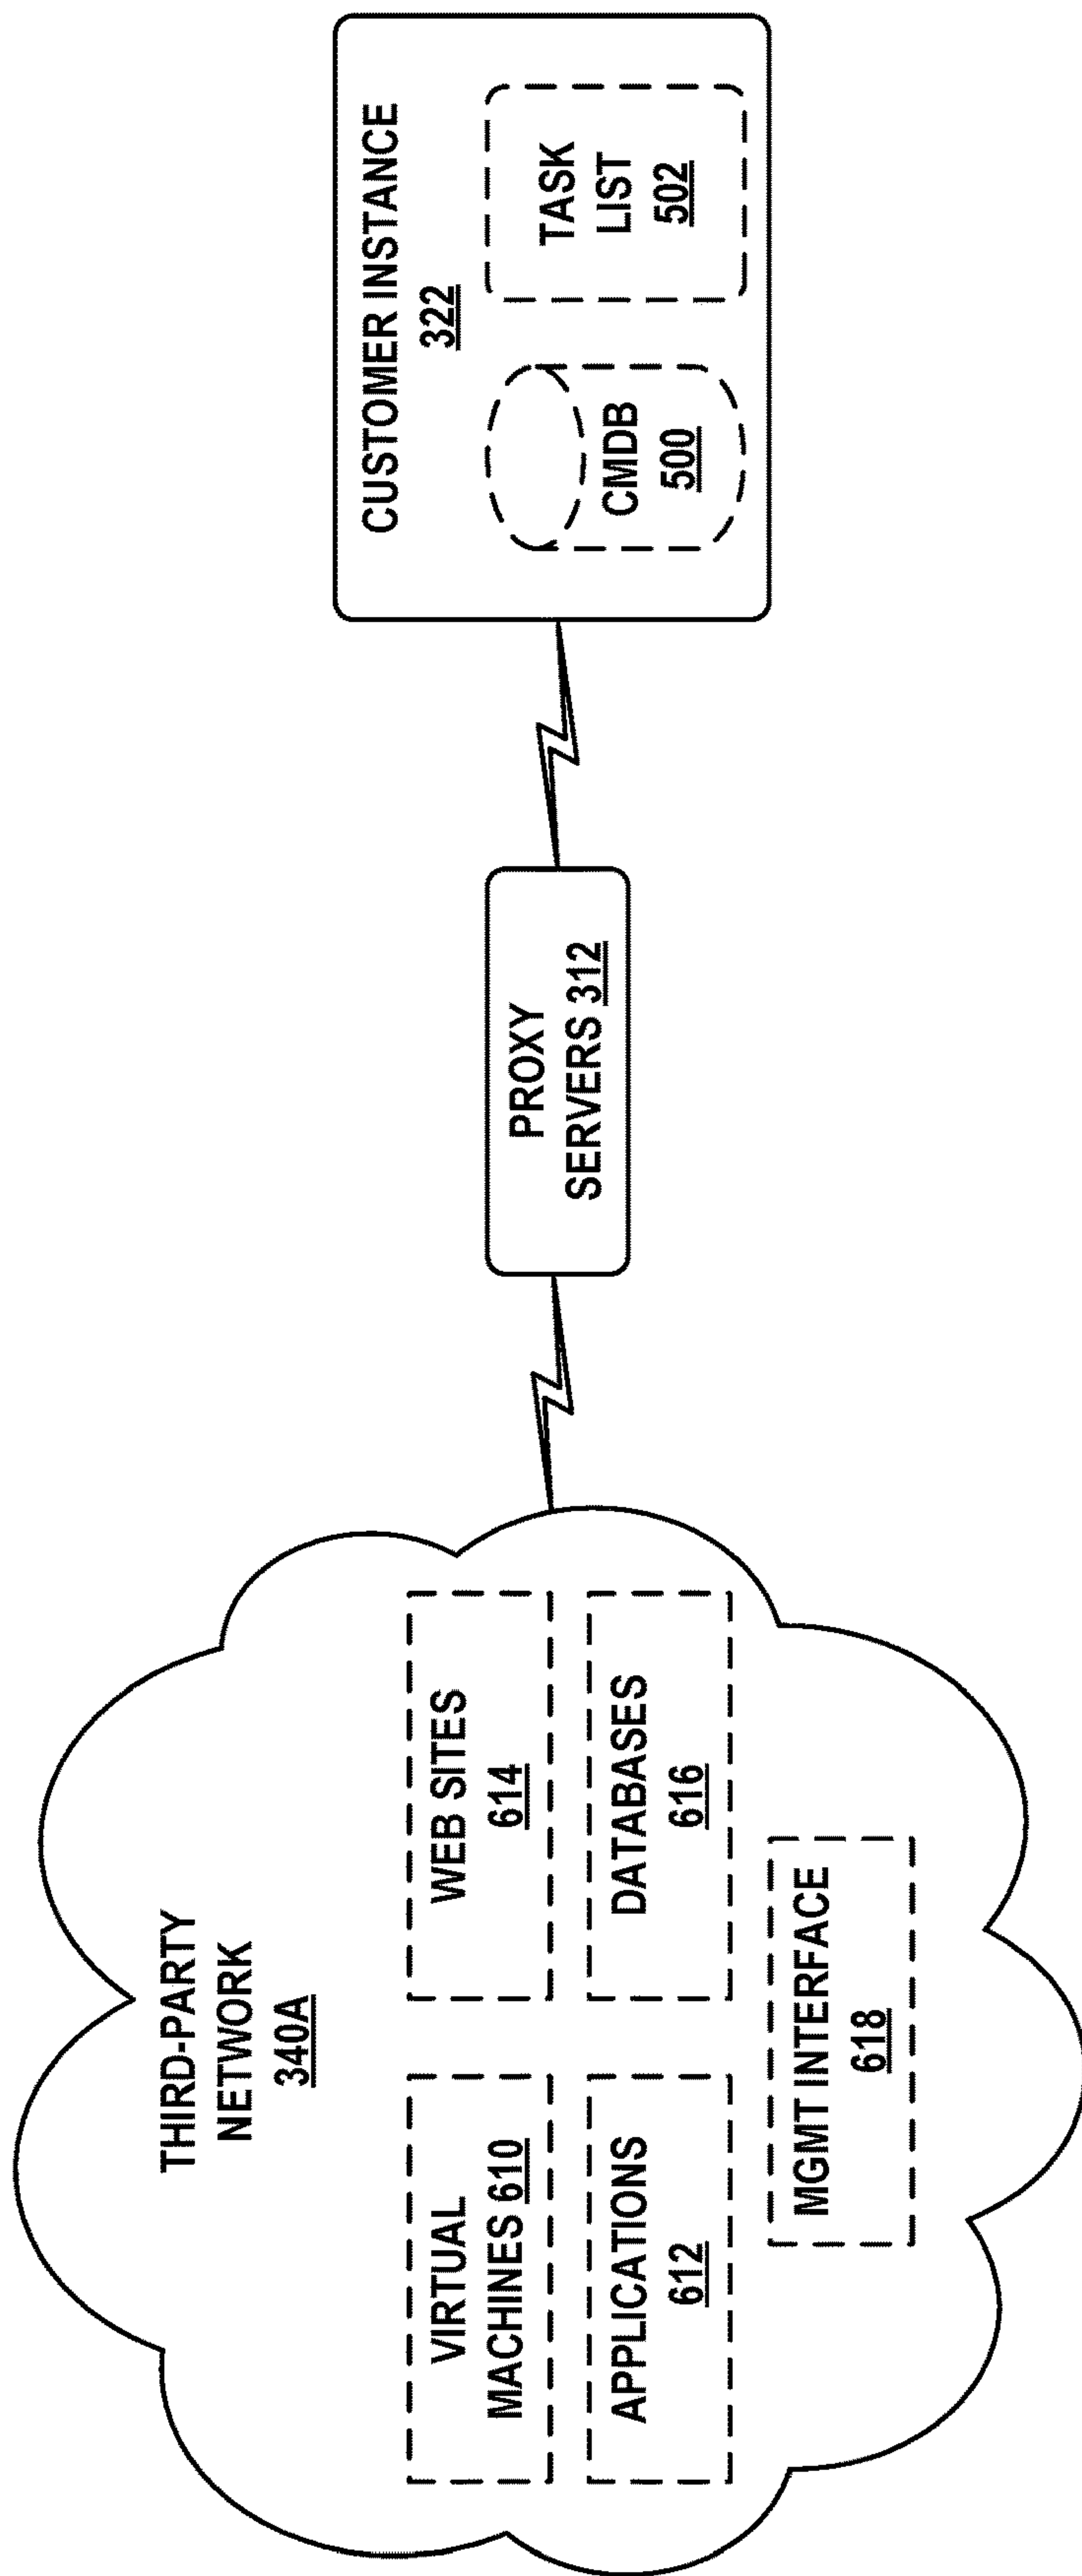 THIRD-PARTY
NETWORK
340A
VIRTUAL
MACHINES 610
WEB SITES
614
APPLICATIONS
612
DATABASES
616
MGMT INTERFACE
618
PROXY
SERVERS 312
CUSTOMER INSTANCE
322
CMDB
500
TASK
LIST
502